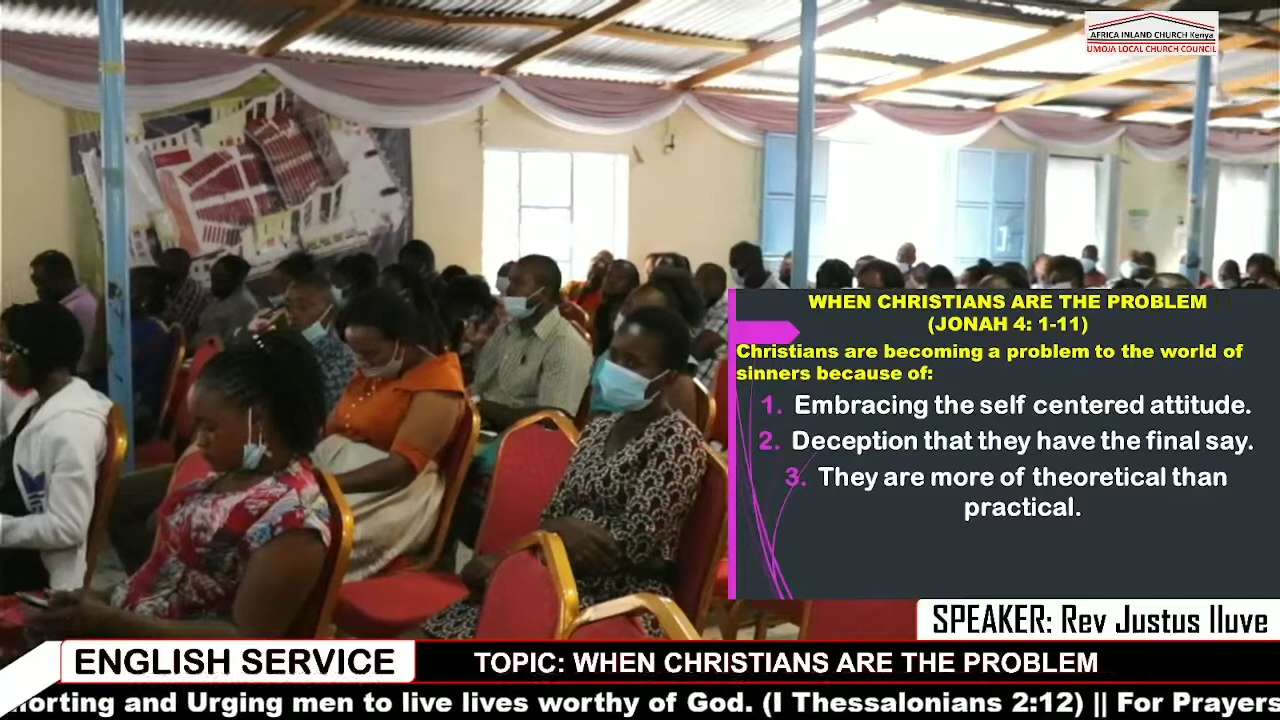 AFRICA INLAND CHURCH Kenya
UMOJA LOCAL CHURCH COUNCIL
WHEN CHRISTIANS ARE THE PROBLEM
(JONAH 4: 1-11)
Christians are becoming a problem to the world of
sinners because of:
1. Embracing the self centered attitude.
2. Deception that they have the final say.
3. They are more of theoretical than
practical.
SPEAKER: Rev Justus Iluve
ENGLISH SERVICE
TOPIC: WHEN CHRISTIANS ARE THE PROBLEM
horting and Urging men to live lives worthy of God. (I Thessalonians 2:12) || For Prayers